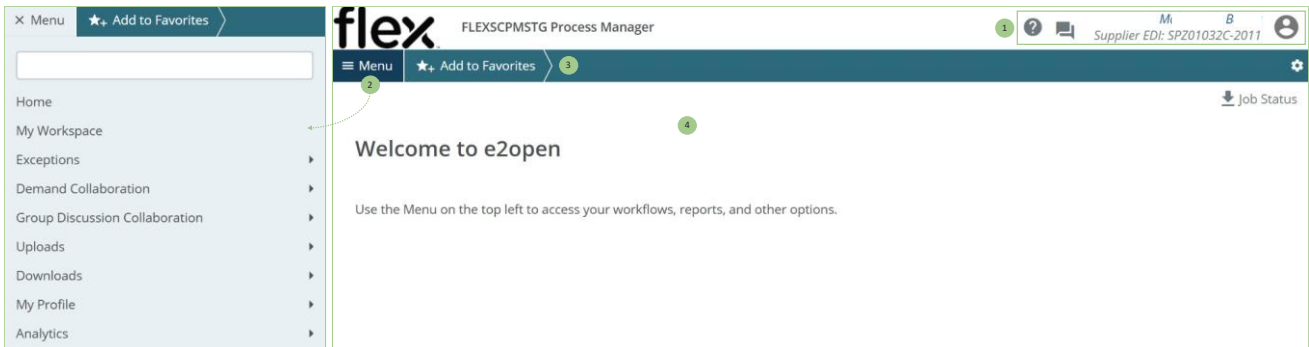 Menu
Add to Favorites
Home
My Workspace
Exceptions
Demand Collaboration
Group Discussion Collaboration
Uploads
Downloads
My Profile
Analytics
flex
FLEXSCPMSTG Process Manager
1
M B
Supplier EDI: SPZ01032C-2011
Menu
Add to Favorites
3
2
Job Status
4
Welcome to e2open
Use the Menu on the top left to access your workflows, reports, and other options.